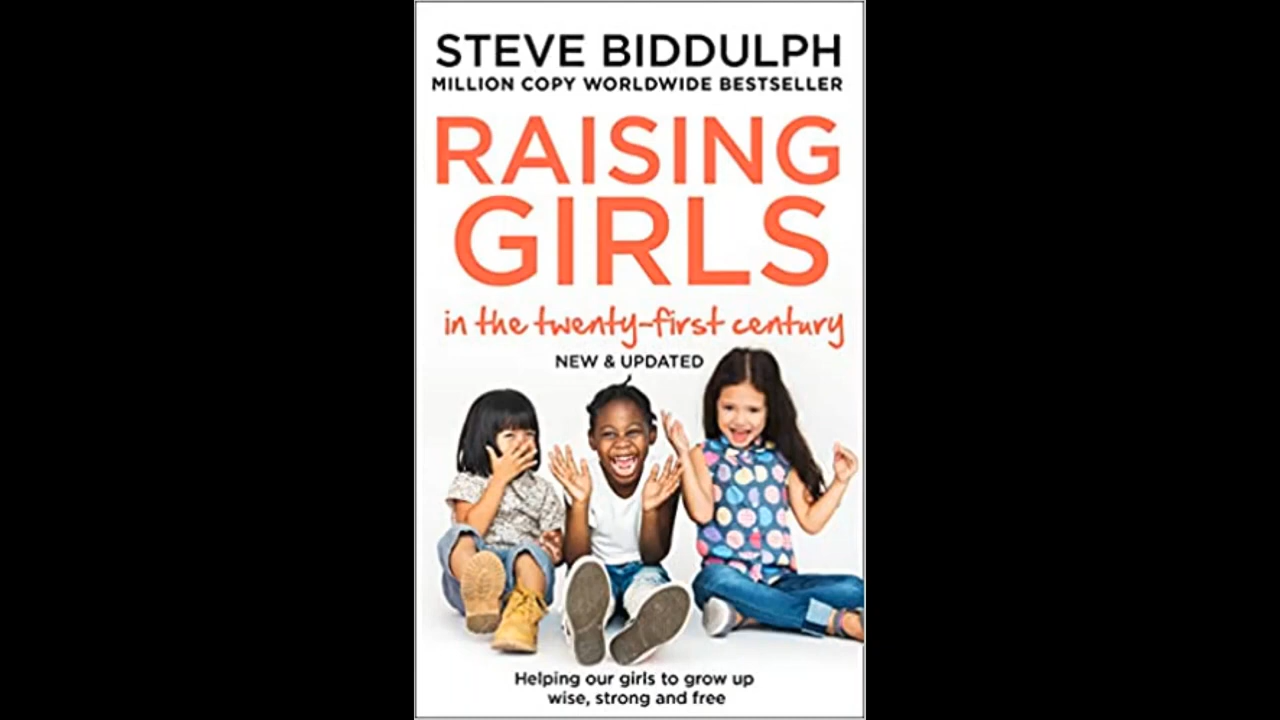 STEVE BIDDULPH
MILLION COPY WORLDWIDE BESTSELLER
RAISING
GIRLS
in the twenty-first century
NEW & UPDATED
Helping our girls to grow up
wise, strong and free